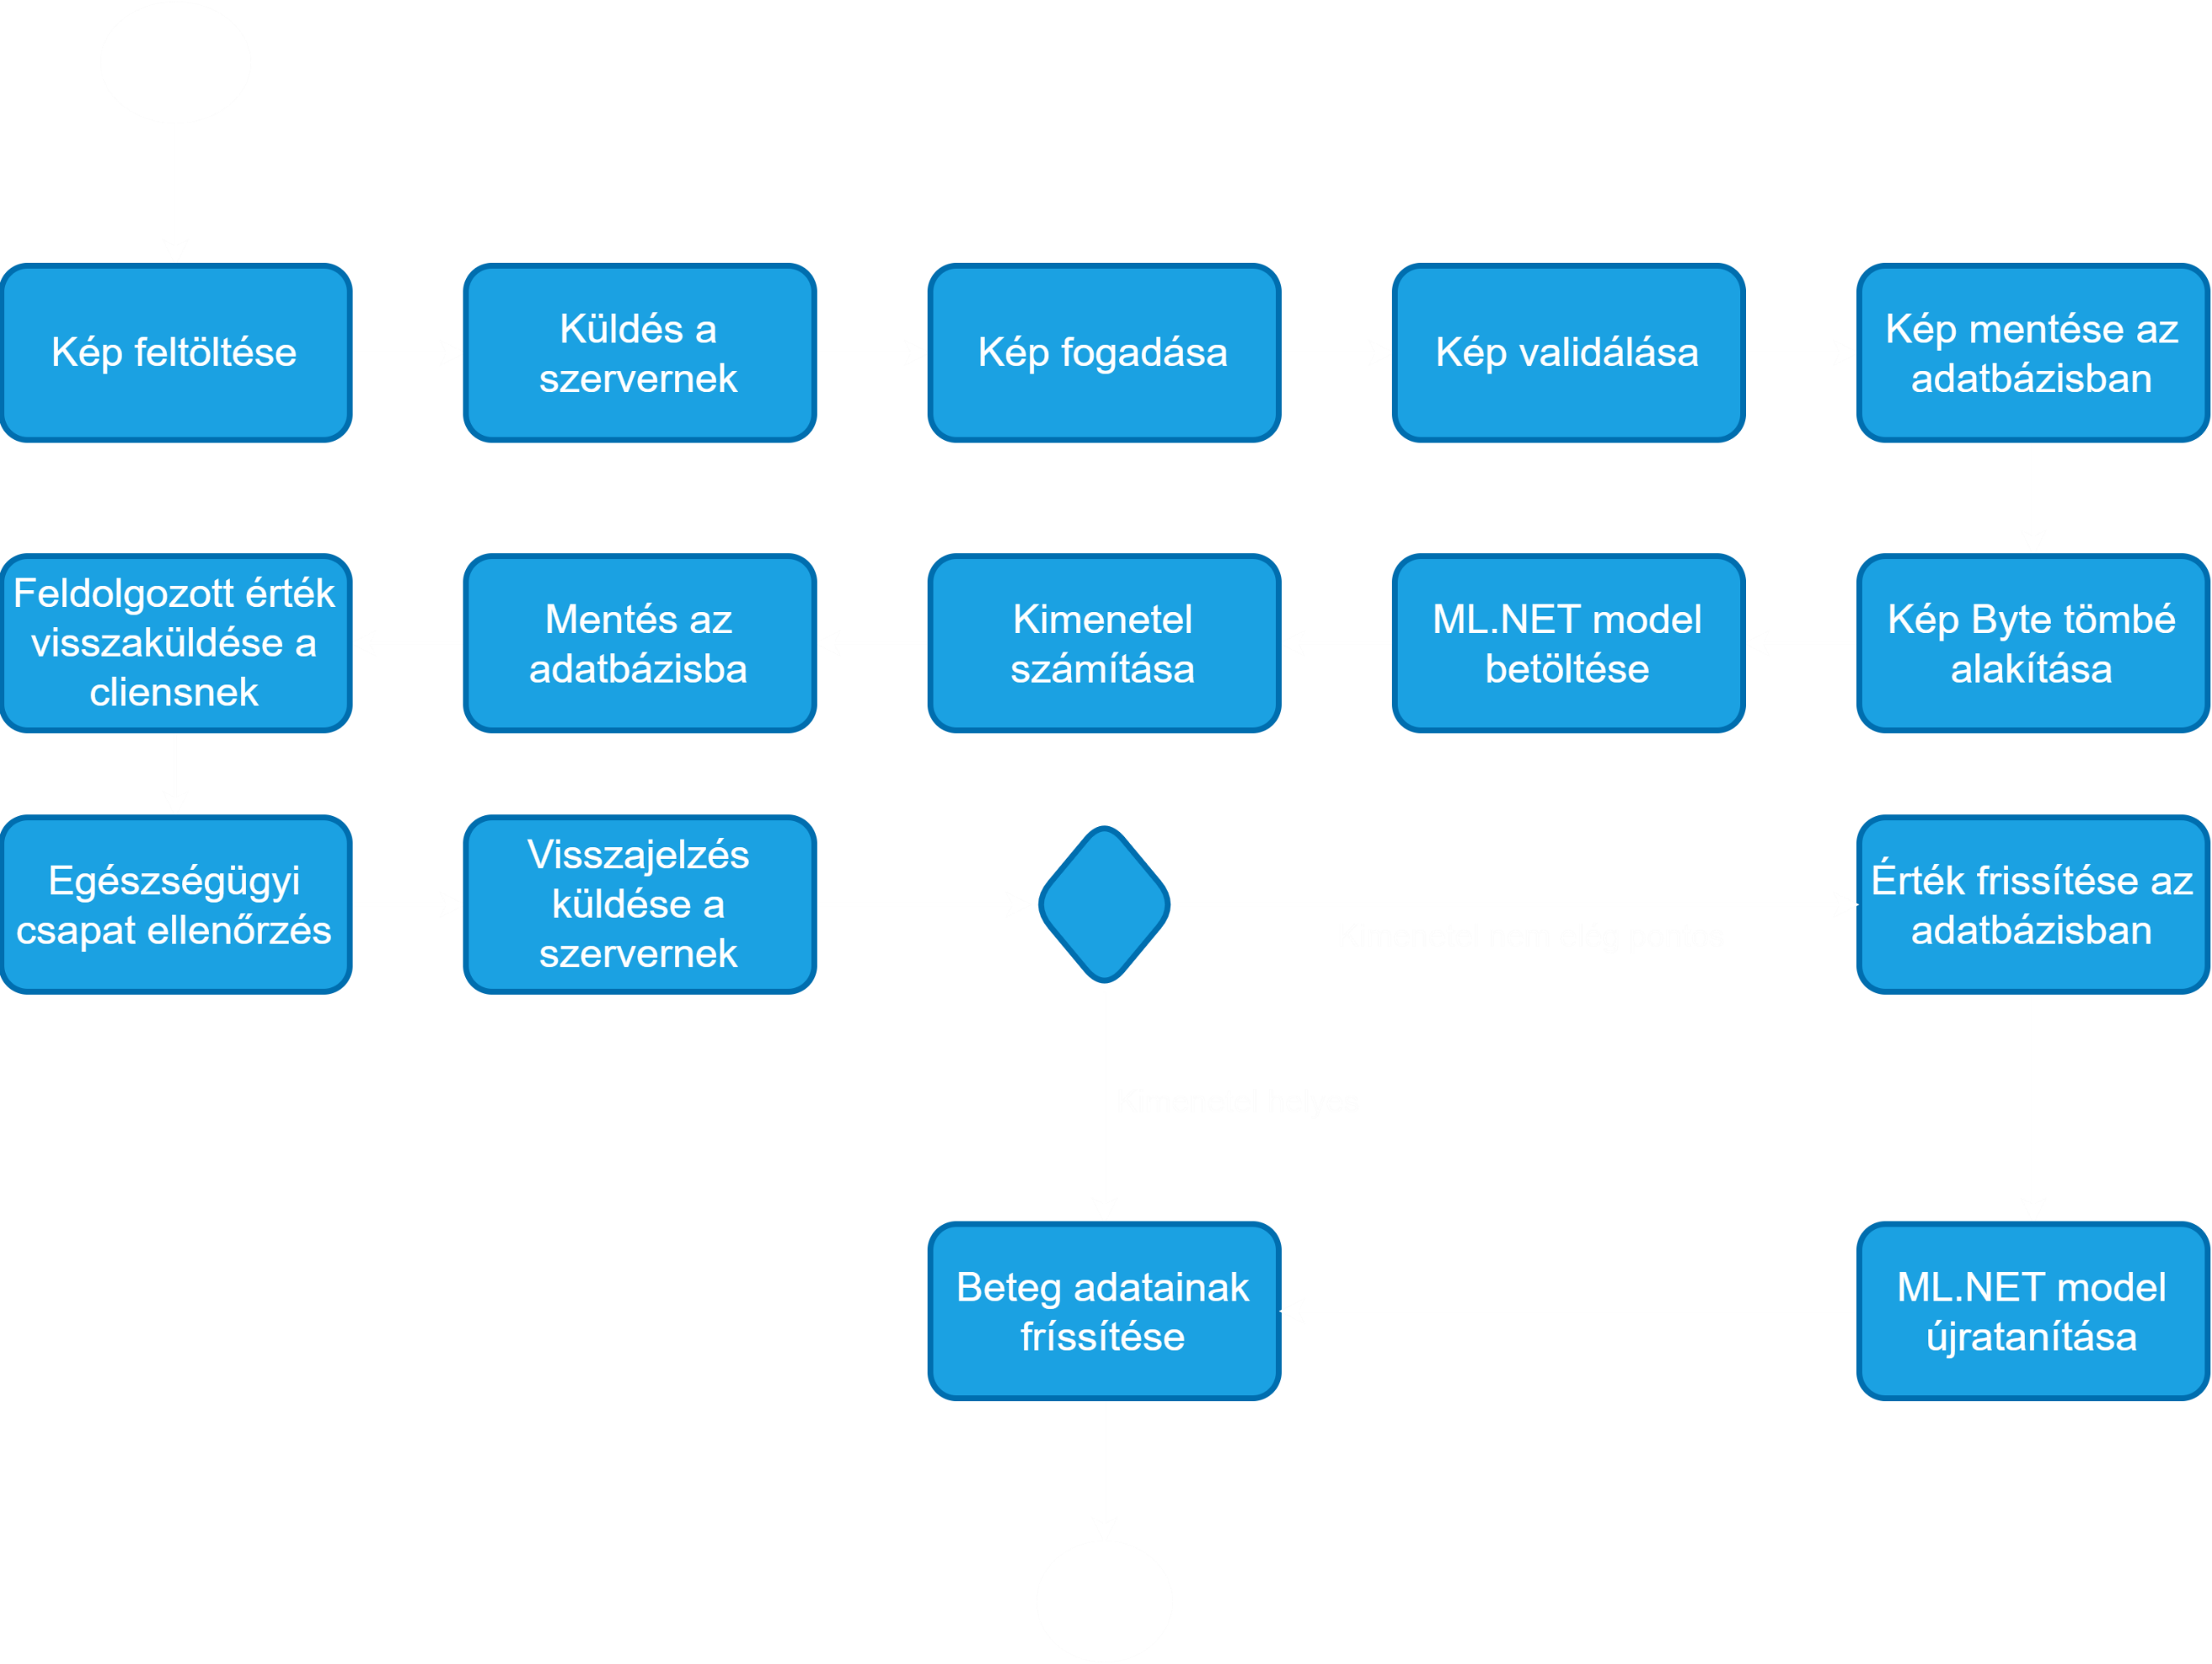 Kép feltöltése
Küldés a
szervernek
Kép fogadása
Kép validálása
Kép mentése az
adatbázisban
Feldolgozott érték
visszaküldése a
cliensnek
Mentés az
adatbázisba
Kimenetel
számítása
ML.NET model
betöltése
Kép Byte tömbé
alakítása
Egészségügyi
csapat ellenőrzés
Visszajelzés
küldése a
szervernek
Érték frissítése az
adatbázisban
Beteg adatainak
fríssítése
ML.NET model
újratanítása